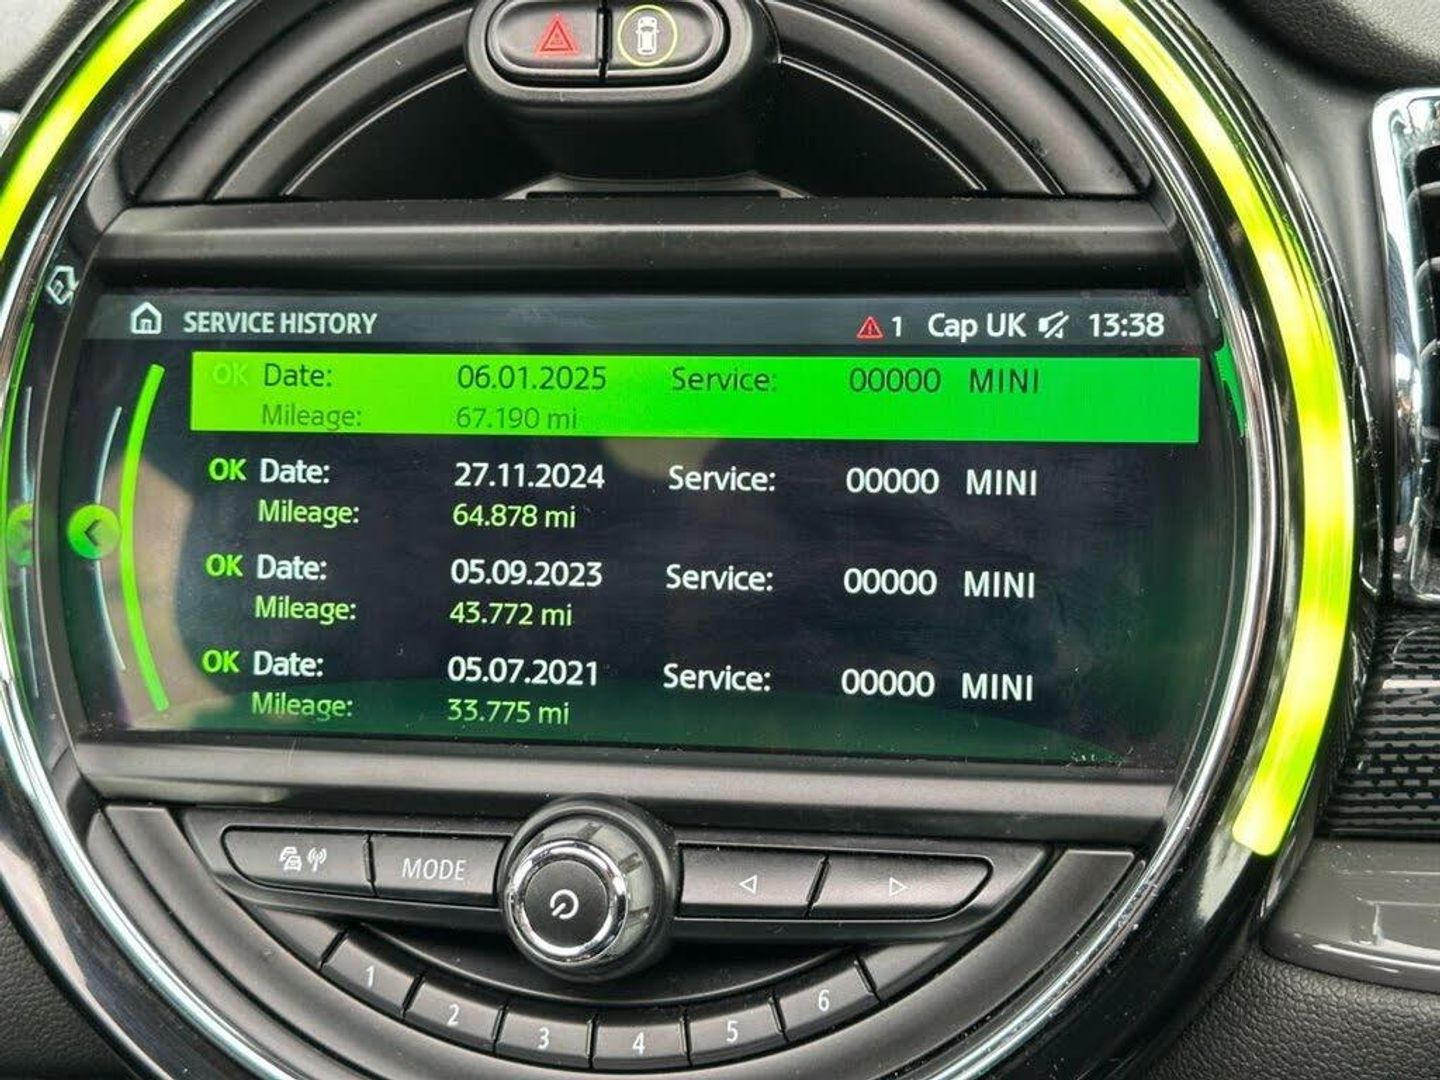 SERVICE HISTORY 1 Cap UK 13:38
OK Date: 06.01.2025 Service: 00000 MINI
Mileage: 67.190 mi
OK Date: 27.11.2024 Service: 00000 MINI
Mileage: 64.878 mi
OK Date: 05.09.2023 Service: 00000 MINI
Mileage: 43.772 mi
OK Date: 05.07.2021 Service: 00000 MINI
Mileage: 33.775 mi
MODE
1 2 3 4 5 6